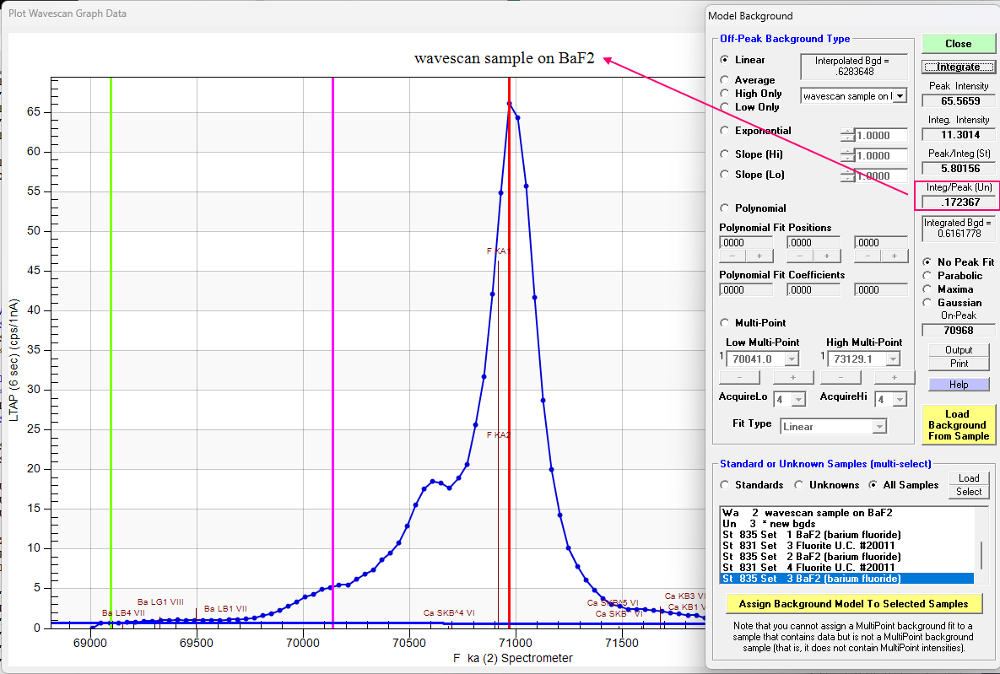 Plot Wavescan Graph Data
wavescan sample on BaF2
65
60
55
50
45
40
35
30
25
20
15
10
5
0
LTAP (6 sec) (cps/1nA)
F KA1
F KA2
Ba LB4 VII
Ba LG1 VIII
Ba LB1 VII
Ca SKB^4 VI
Ca SKB^5 VI
Ca SKB^ VI
Ca KB3 VI
Ca KB1 V
69000
69500
70000
70500
71000
71500
F ka (2) Spectrometer
Model Background
Off-Peak Background Type
Linear
Average
High Only
Low Only
Interpolated Bgd =
.6283648
wavescan sample on
Exponential
1.0000
Slope (Hi)
1.0000
Slope (Lo)
1.0000
Polynomial
Polynomial Fit Positions
.0000 .0000 .0000
- + - + - +
Polynomial Fit Coefficients
.0000 .0000 .0000
Multi-Point
Low Multi-Point High Multi-Point
1 70041.0 1 73129.1
- + - +
AcquireLo 4 AcquireHi 4
Fit Type Linear
Close
Integrate
Peak Intensity
65.5659
Integ. Intensity
11.3014
Peak/Integ (St)
5.80156
Integ/Peak (Un)
.172367
Integrated Bgd =
0.6161778
No Peak Fit
Parabolic
Maxima
Gaussian
On-Peak
70968
Output
Print
Help
Load
Background
From Sample
Standard or Unknown Samples (multi-select)
Standards Unknowns All Samples
Load
Select
Wa 2 wavescan sample on BaF2
Un 3 * new bgds
St 835 Set 1 BaF2 (barium fluoride)
St 831 Set 3 Fluorite U.C. #20011
St 835 Set 2 BaF2 (barium fluoride)
St 831 Set 4 Fluorite U.C. #20011
St 835 Set 3 BaF2 (barium fluoride)
Assign Background Model To Selected Samples
Note that you cannot assign a MultiPoint background fit to a
sample that contains data but is not a MultiPoint background
sample (that is, it does not contain MultiPoint intensities).